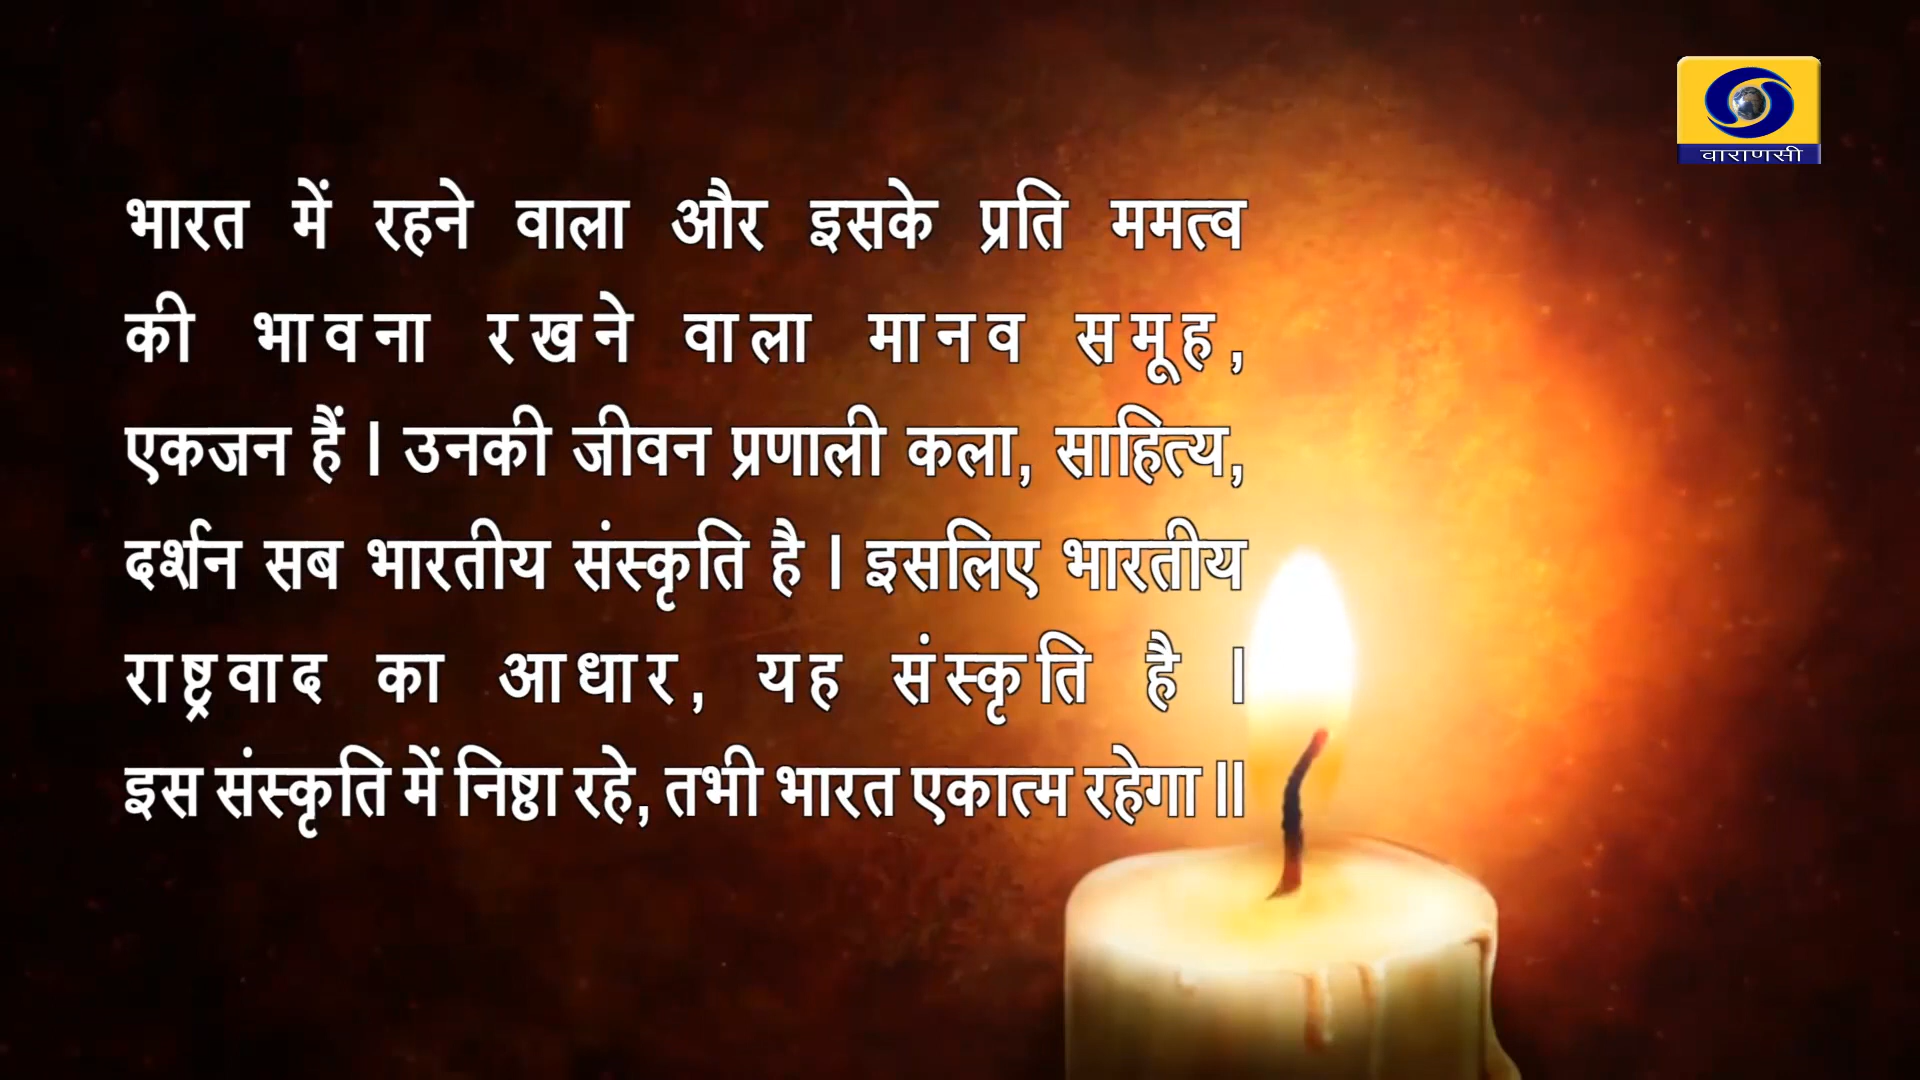 वाराणसी
भारत में रहने वाला और इसके प्रति ममत्व
की भावना रखने वाला मानव समूह,
एकजन हैं । उनकी जीवन प्रणाली कला, साहित्य,
दर्शन सब भारतीय संस्कृति है । इसलिए भारतीय
राष्ट्रवाद का आधार, यह संस्कृति है ।
इस संस्कृति में निष्ठा रहे, तभी भारत एकात्म रहेगा ॥